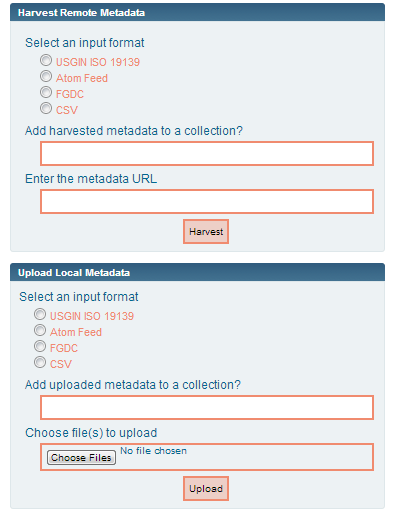 Harvest Remote Metadata
Select an input format
USGIN ISO 19139
Atom Feed
FGDC
CSV
Add harvested metadata to a collection?
Enter the metadata URL
Harvest
Upload Local Metadata
Select an input format
USGIN ISO 19139
Atom Feed
FGDC
CSV
Add uploaded metadata to a collection?
Choose file(s) to upload
Choose Files No file chosen
Upload